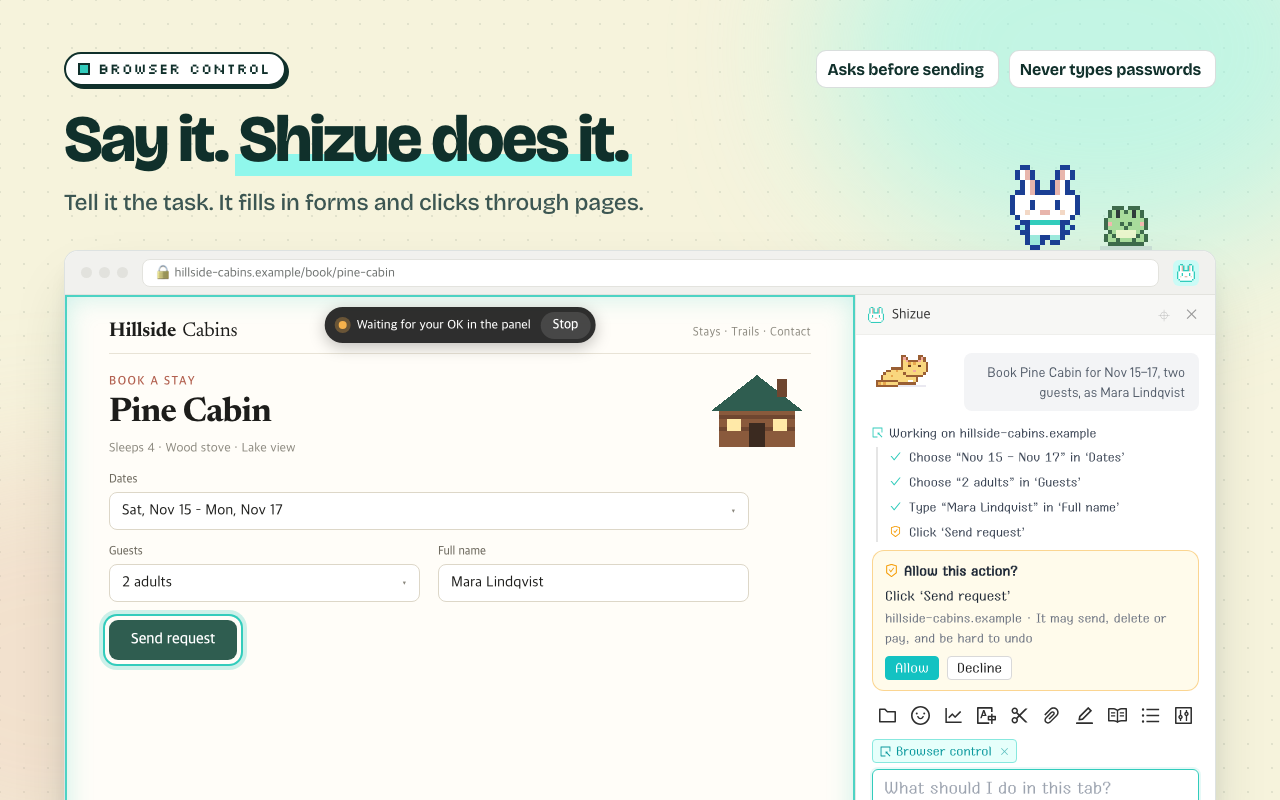 BROWSER CONTROL
Asks before sending
Never types passwords
Say it. Shizue does it.
Tell it the task. It fills in forms and clicks through pages.
hillside-cabins.example/book/pine-cabin
Hillside Cabins
Waiting for your OK in the panel
Stop
Stays · Trails · Contact
BOOK A STAY
Pine Cabin
Sleeps 4 · Wood stove · Lake view
Dates
Sat, Nov 15 – Mon, Nov 17
Guests
Full name
2 adults
Mara Lindqvist
Send request
Shizue
Book Pine Cabin for Nov 15–17, two
guests, as Mara Lindqvist
Working on hillside-cabins.example
Choose “Nov 15 – Nov 17” in ‘Dates’
Choose “2 adults” in ‘Guests’
Type “Mara Lindqvist” in ‘Full name’
Click ‘Send request’
Allow this action?
Click ‘Send request’
hillside-cabins.example · It may send, delete or
pay, and be hard to undo
Allow
Decline
Browser control
What should I do in this tab?